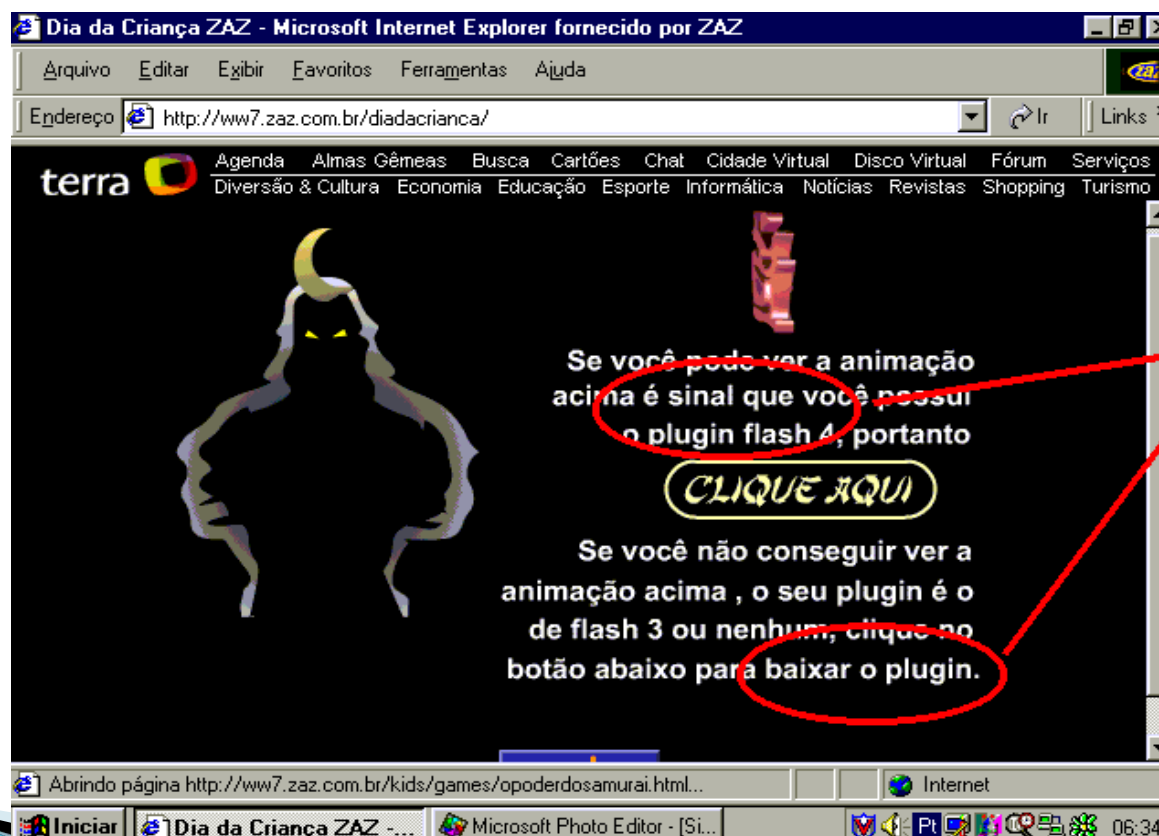 Dia da Criança ZAZ - Microsoft Internet Explorer fornecido por ZAZ
Arquivo Editar Exibir Favoritos Ferramentas Ajuda
Endereço http://ww7.zaz.com.br/diadacrianca/ Ir Links
terra Agenda Almas Gêmeas Busca Cartões Chat Cidade Virtual Disco Virtual Fórum Serviços
Diversão & Cultura Economia Educação Esporte Informática Notícias Revistas Shopping Turismo
Se você pode ver a animação
acima é sinal que você possui
o plugin flash 4, portanto
CLIQUE AQUI
Se você não conseguir ver a
animação acima , o seu plugin é o
de flash 3 ou nenhum, clique no
botão abaixo para baixar o plugin.
Abrindo página http://ww7.zaz.com.br/kids/games/opoderdosamurai.html... Internet
Iniciar Dia da Criança ZAZ -... Microsoft Photo Editor - [Si... Pt 06:34